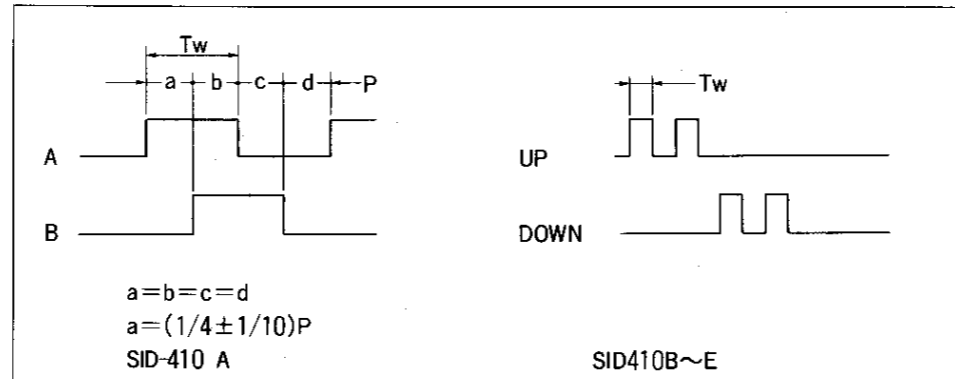 Tw
a b c d P
A
B
a=b=c=d
a=(1/4±1/10)P
SID-410 A
Tw
UP
DOWN
SID410B～E